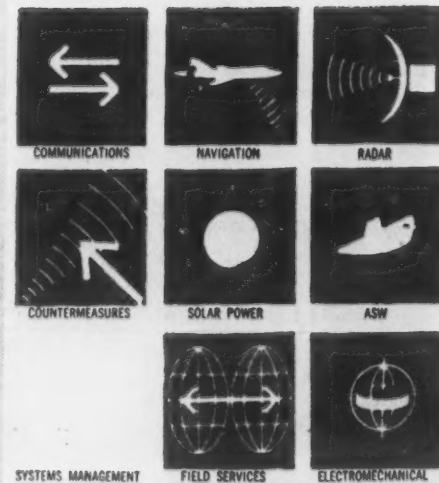 COMMUNICATIONS NAVIGATION RADAR
COUNTERMEASURES SOLAR POWER ASW
SYSTEMS MANAGEMENT FIELD SERVICES ELECTROMECHANICAL